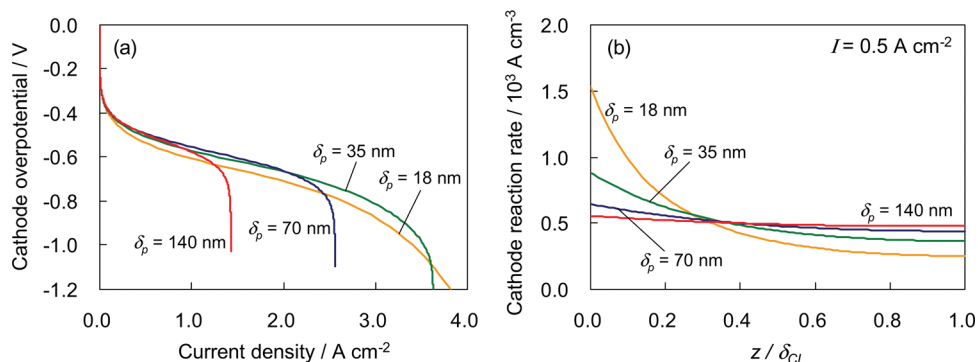 (a)
Cathode overpotential / V
0.0
-0.2
-0.4
-0.6
-0.8
-1.0
-1.2
δp = 35 nm
δp = 18 nm
δp = 70 nm
δp = 140 nm
0.0 1.0 2.0 3.0 4.0
Current density / A cm-2
(b)
I = 0.5 A cm-2
Cathode reaction rate / 10³ A cm-3
2.0
1.5
1.0
0.5
0.0
δp = 18 nm
δp = 35 nm
δp = 140 nm
δp = 70 nm
0.0 0.2 0.4 0.6 0.8 1.0
z / δCL